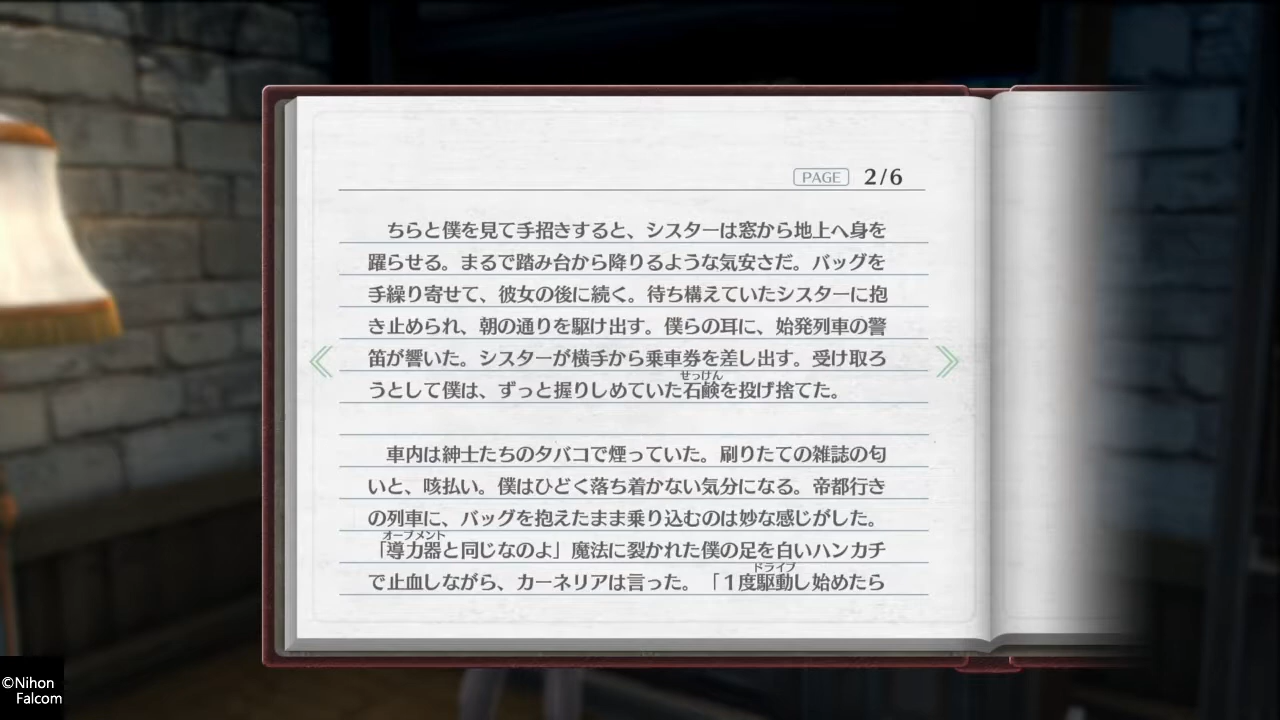 PAGE 2/6
ちらと僕を見て手招きすると、シスターは窓から地上へ身を
躍らせる。まるで踏み台から降りるような気安さだ。バッグを
手繰り寄せて、彼女の後に続く。待ち構えていたシスターに抱
き止められ、朝の通りを駆け出す。僕らの耳に、始発列車の警
笛が響いた。シスターが横手から乗車券を差し出す。受け取ろ
せっけん
うとして僕は、ずっと握りしめていた石鹸を投げ捨てた。
車内は紳士たちのタバコで煙っていた。刷りたての雑誌の匂
いと、咳払い。僕はひどく落ち着かない気分になる。帝都行き
の列車に、バッグを抱えたまま乗り込むのは妙な感じがした。
オーブメント
「導力器と同じなのよ」魔法に裂かれた僕の足を白いハンカチ
ドライブ
で止血しながら、カーネリアは言った。「１度駆動し始めたら
©Nihon
Falcom